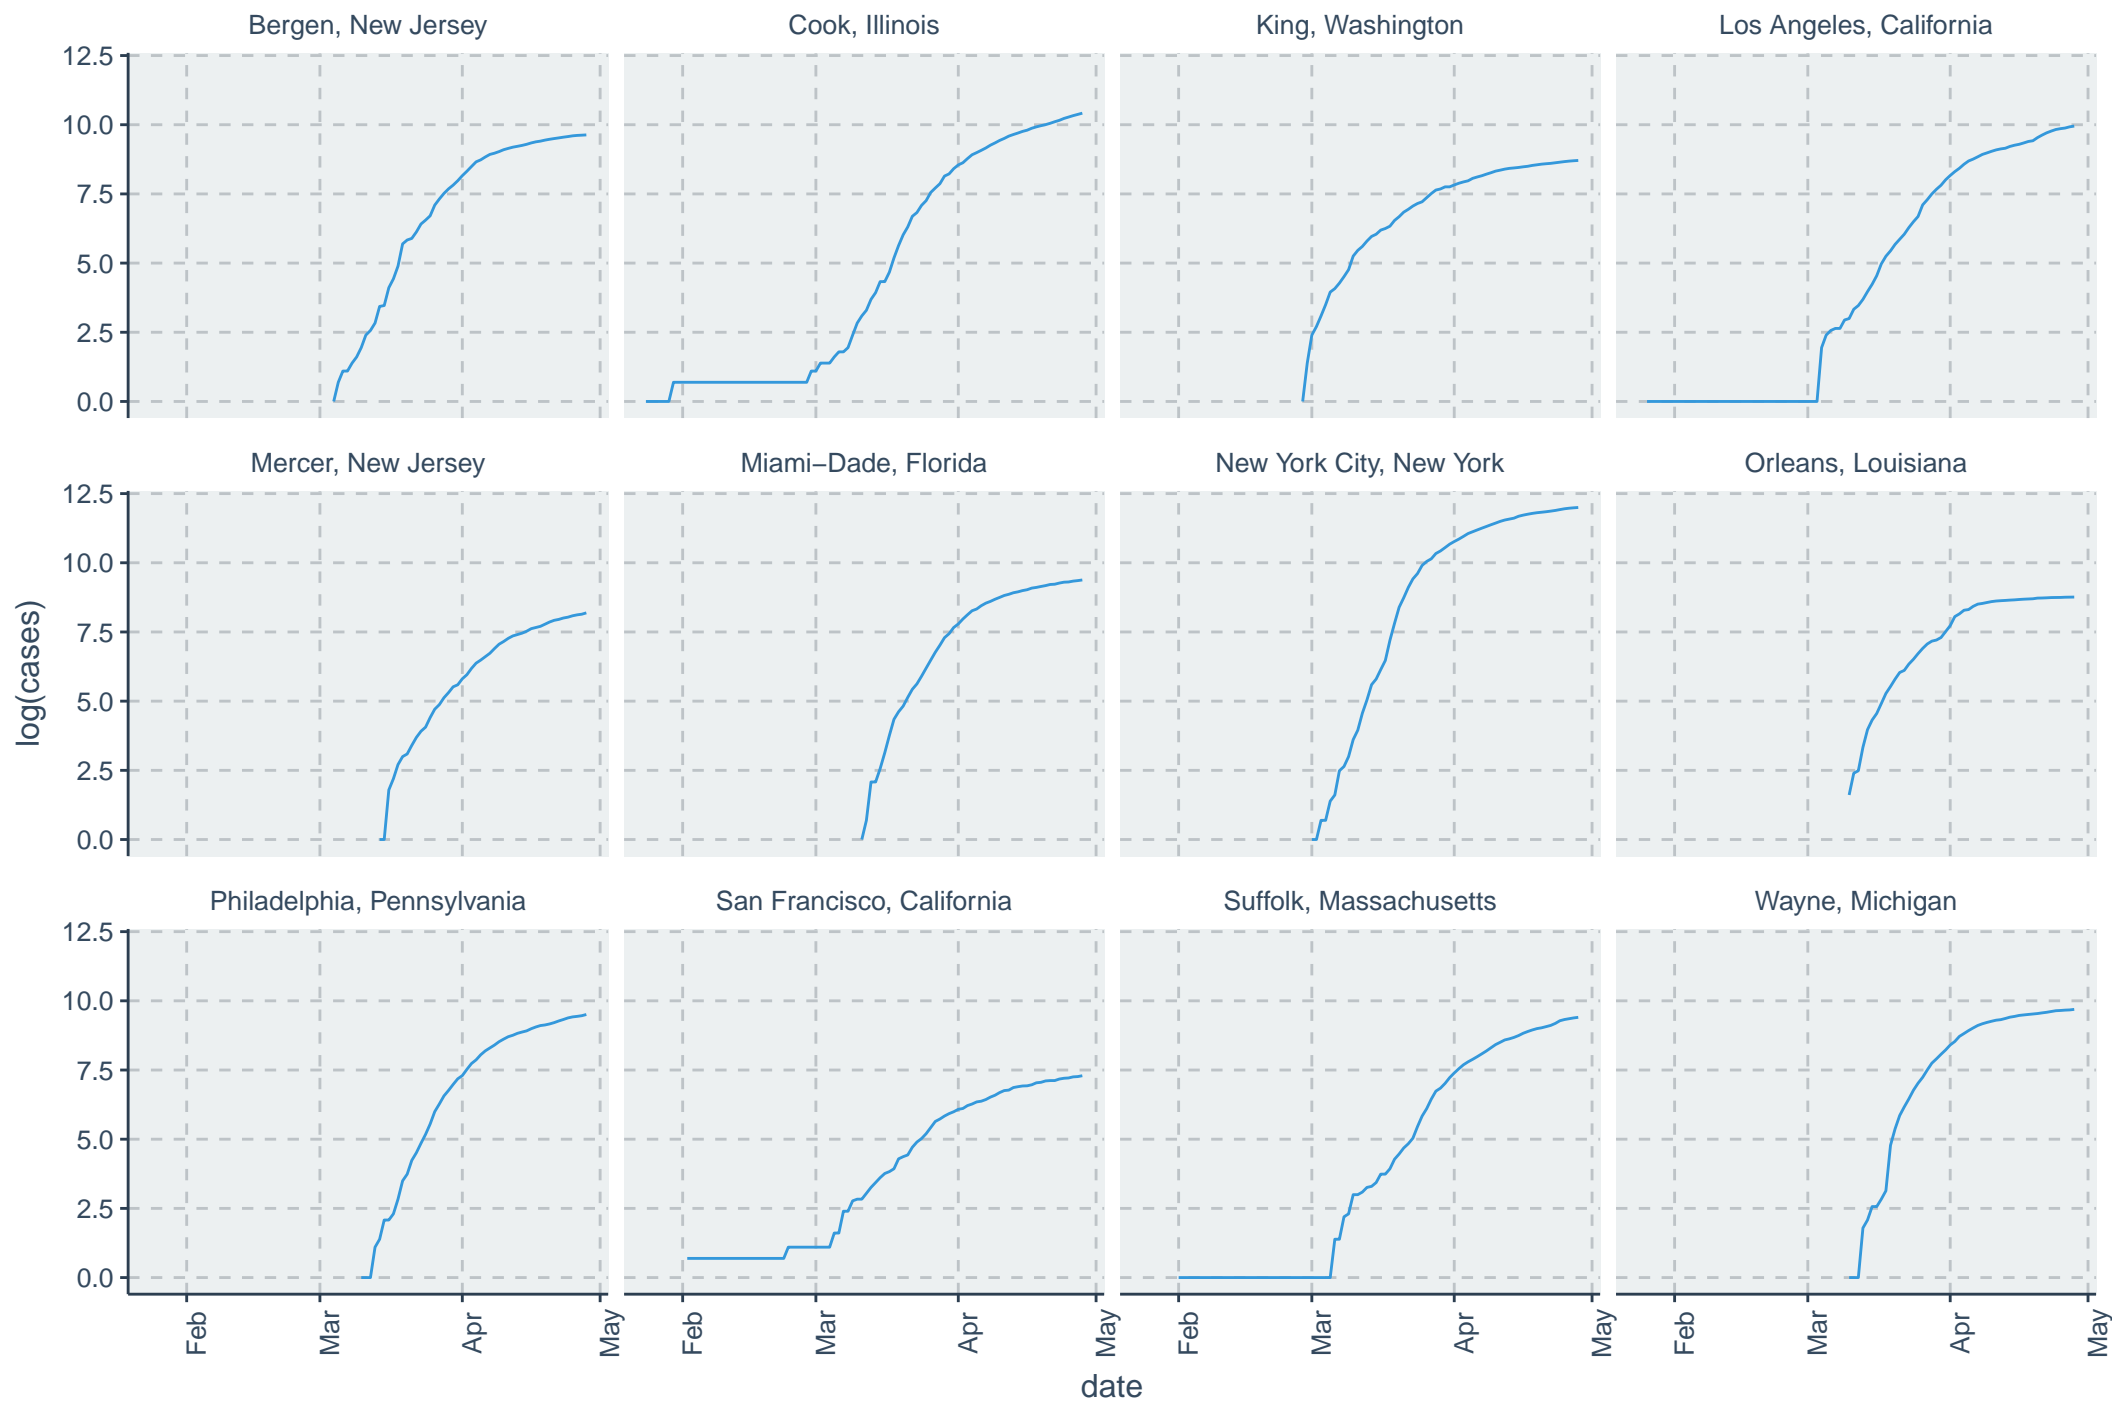 Bergen, New Jersey
Cook, Illinois
King, Washington
Los Angeles, California
12.5
10.0
7.5
5.0
2.5
0.0
Mercer, New Jersey
Miami−Dade, Florida
New York City, New York
Orleans, Louisiana
12.5
10.0
7.5
5.0
2.5
0.0
log(cases)
Philadelphia, Pennsylvania
San Francisco, California
Suffolk, Massachusetts
Wayne, Michigan
12.5
10.0
7.5
5.0
2.5
0.0
Feb
Mar
Apr
May
Feb
Mar
Apr
May
Feb
Mar
Apr
May
Feb
Mar
Apr
May
date